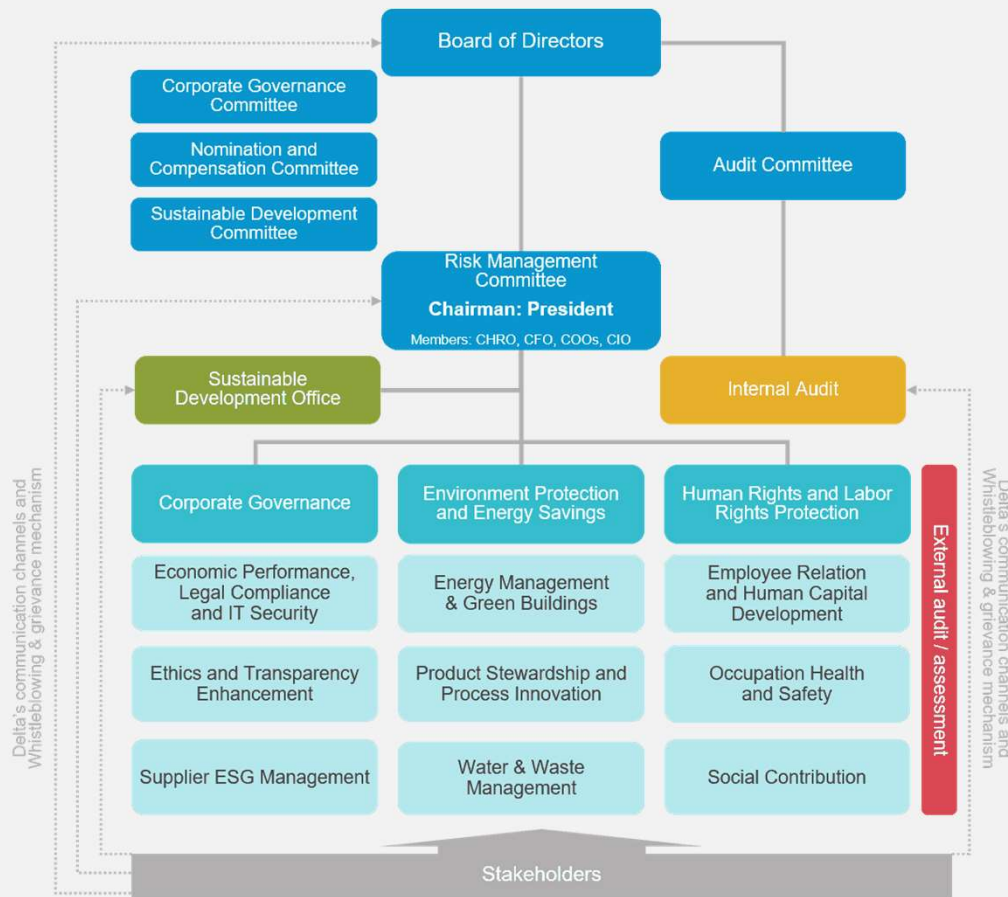 Board of Directors
Corporate Governance
Committee
Nomination and
Compensation Committee
Sustainable Development
Committee
Audit Committee
Risk Management
Committee
Chairman: President
Members: CHRO, CFO, COOs, CIO
Sustainable
Development Office
Internal Audit
Corporate Governance
Environment Protection
and Energy Savings
Human Rights and Labor
Rights Protection
Economic Performance,
Legal Compliance
and IT Security
Energy Management
& Green Buildings
Employee Relation
and Human Capital
Development
Ethics and Transparency
Enhancement
Product Stewardship and
Process Innovation
Occupation Health
and Safety
Supplier ESG Management
Water & Waste
Management
Social Contribution
External audit / assessment
Delta's communication channels and
Whistleblowing & grievance mechanism
Delta's communication channels and
Whistleblowing & grievance mechanism
Stakeholders